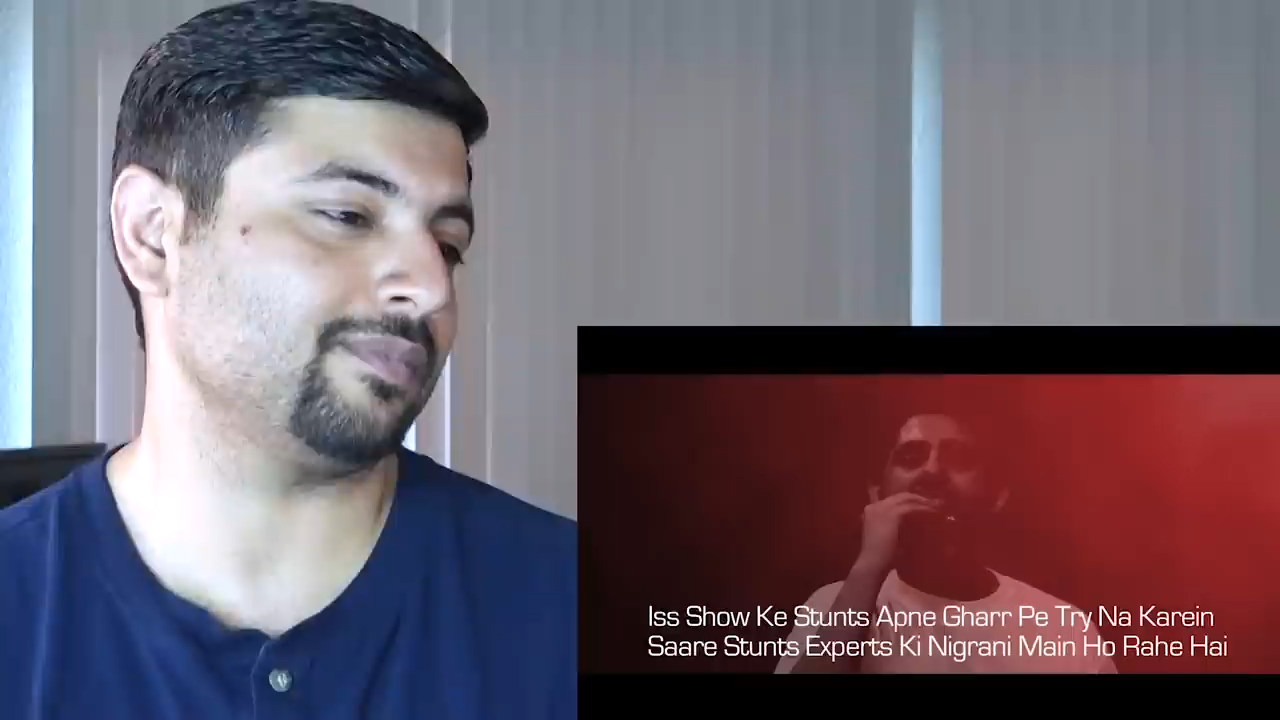 Iss Show Ke Stunts Apne Gharr Pe Try Na Karein
Saare Stunts Experts Ki Nigrani Main Ho Rahe Hai